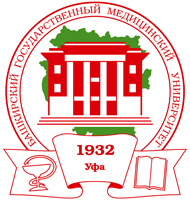 БАШКИРСКИЙ ГОСУДАРСТВЕННЫЙ МЕДИЦИНСКИЙ УНИВЕРСИТЕТ
1932
Уфа